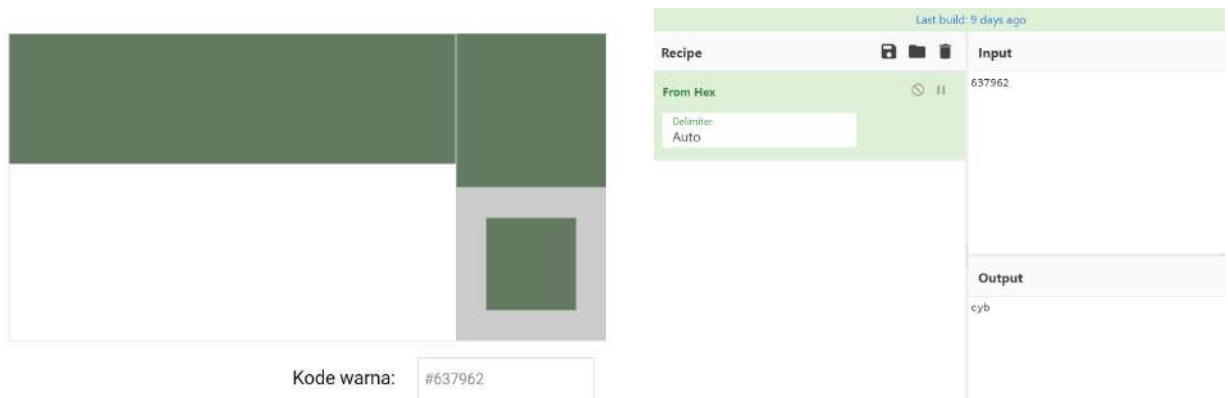 Kode warna:
#637962
Last build: 9 days ago
Recipe
From Hex
Delimiter
Auto
Input
637962
Output
cyb